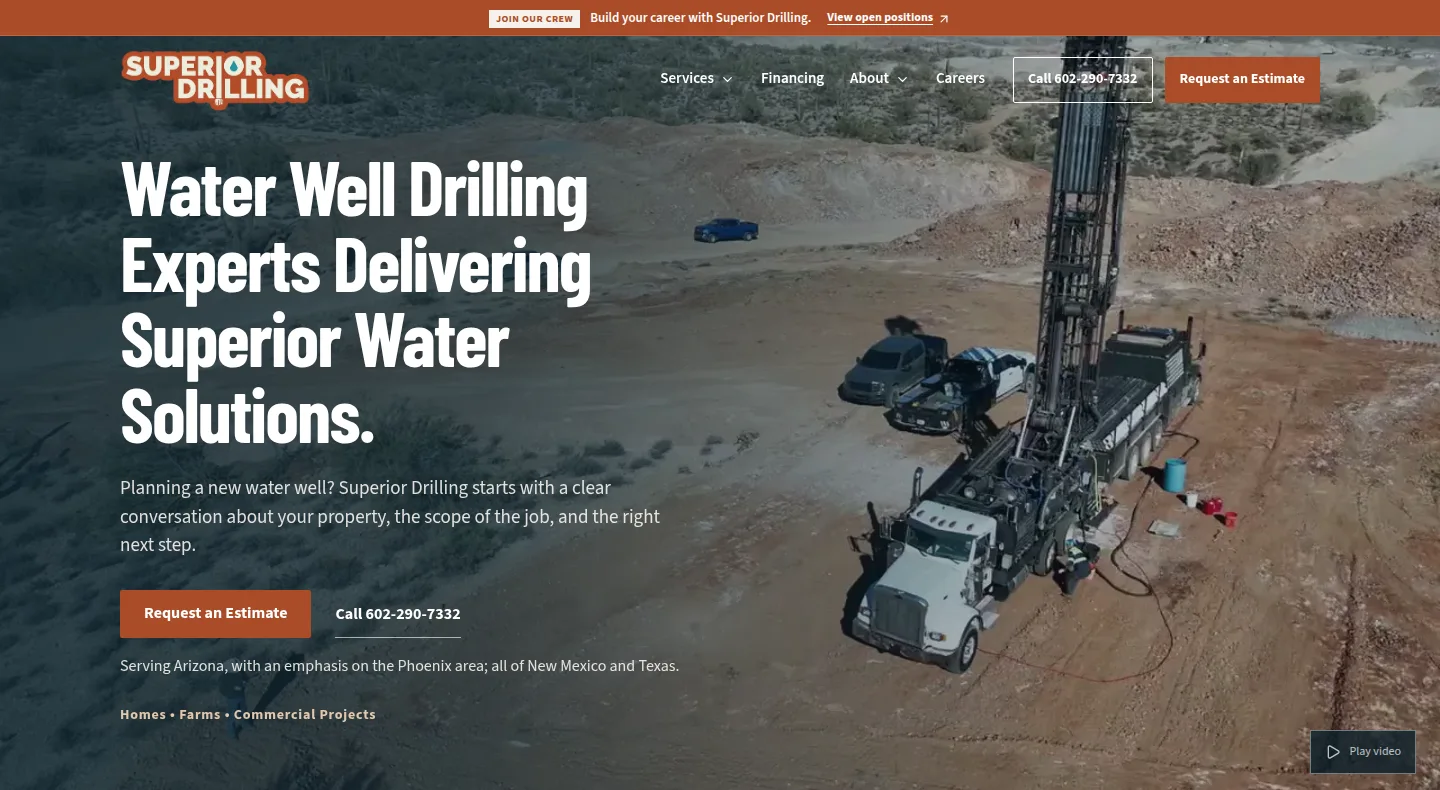 JOIN OUR CREW Build your career with Superior Drilling. View open positions
SUPERIOR
DRILLING
Services Financing About Careers Call 602-290-7332 Request an Estimate
Water Well Drilling
Experts Delivering
Superior Water
Solutions.
Planning a new water well? Superior Drilling starts with a clear
conversation about your property, the scope of the job, and the right
next step.
Request an Estimate Call 602-290-7332
Serving Arizona, with an emphasis on the Phoenix area; all of New Mexico and Texas.
Homes • Farms • Commercial Projects
Play video